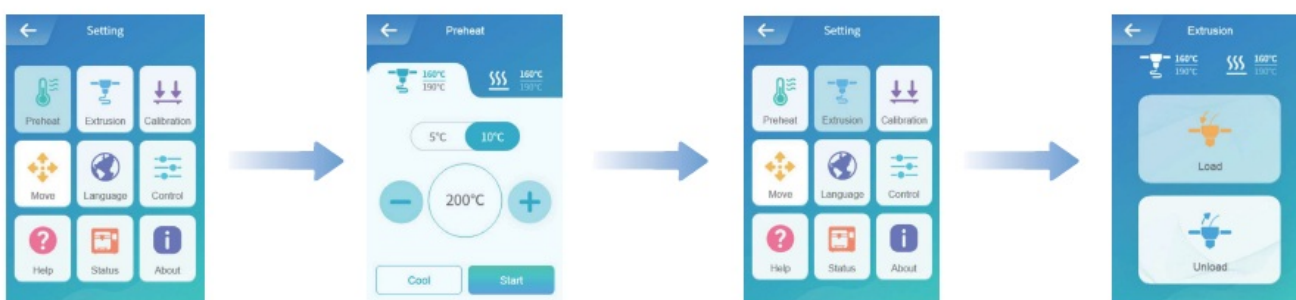 Setting
Preheat
Extrusion
Calibration
Move
Language
Control
Help
Status
About
Preheat
160°C
190°C
160°C
190°C
5°C
10°C
200°C
Cool
Start
Setting
Preheat
Extrusion
Calibration
Move
Language
Control
Help
Status
About
Extrusion
160°C
190°C
160°C
190°C
Load
Unload